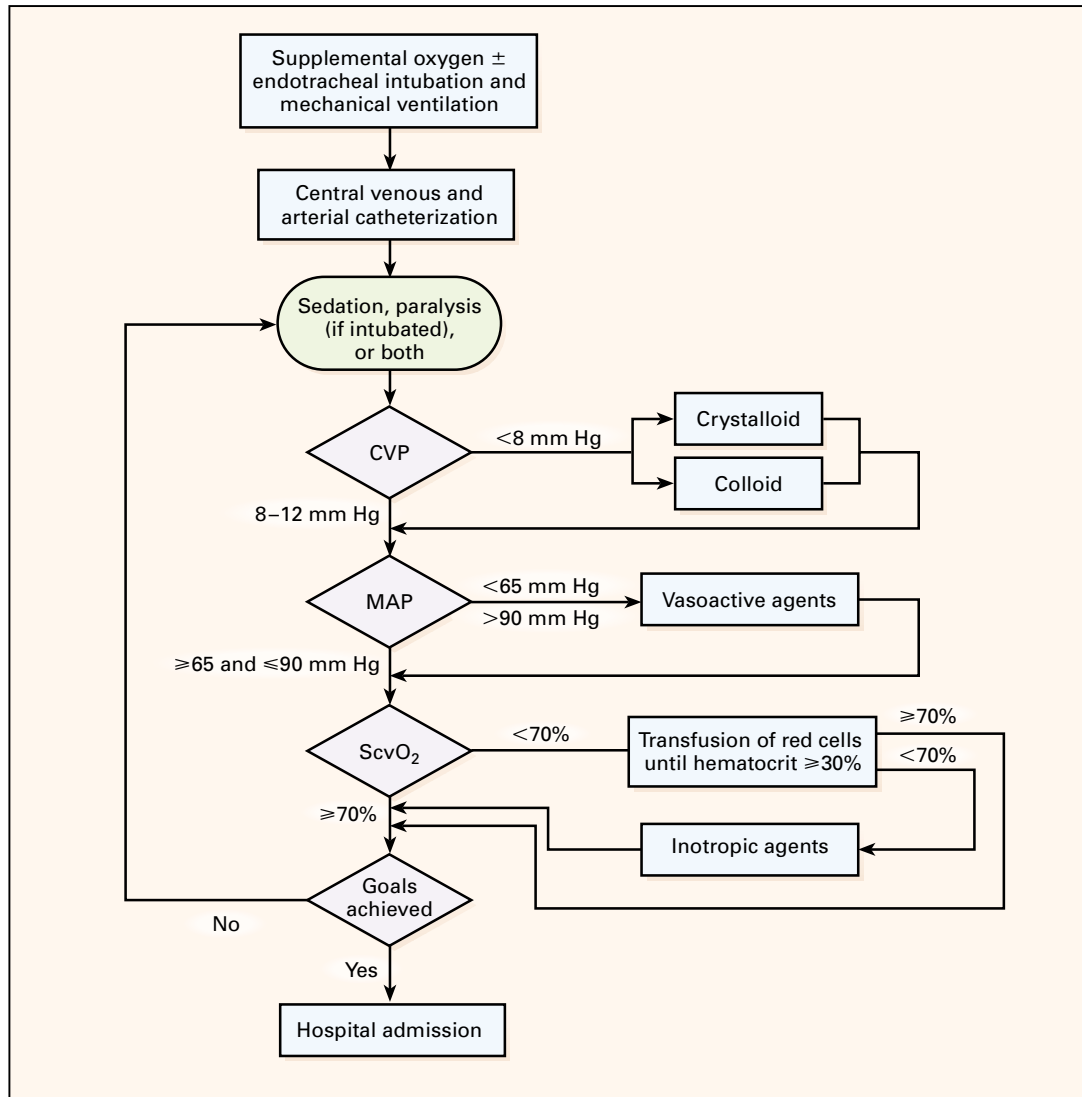 Supplemental oxygen ±
endotracheal intubation and
mechanical ventilation
Central venous and
arterial catheterization
Sedation, paralysis
(if intubated),
or both
CVP
<8 mm Hg
Crystalloid
Colloid
8–12 mm Hg
MAP
<65 mm Hg
>90 mm Hg
Vasoactive agents
≥65 and ≤90 mm Hg
ScvO₂
<70%
Transfusion of red cells
until hematocrit ≥30%
≥70%
<70%
≥70%
Inotropic agents
Goals
achieved
No
Yes
Hospital admission